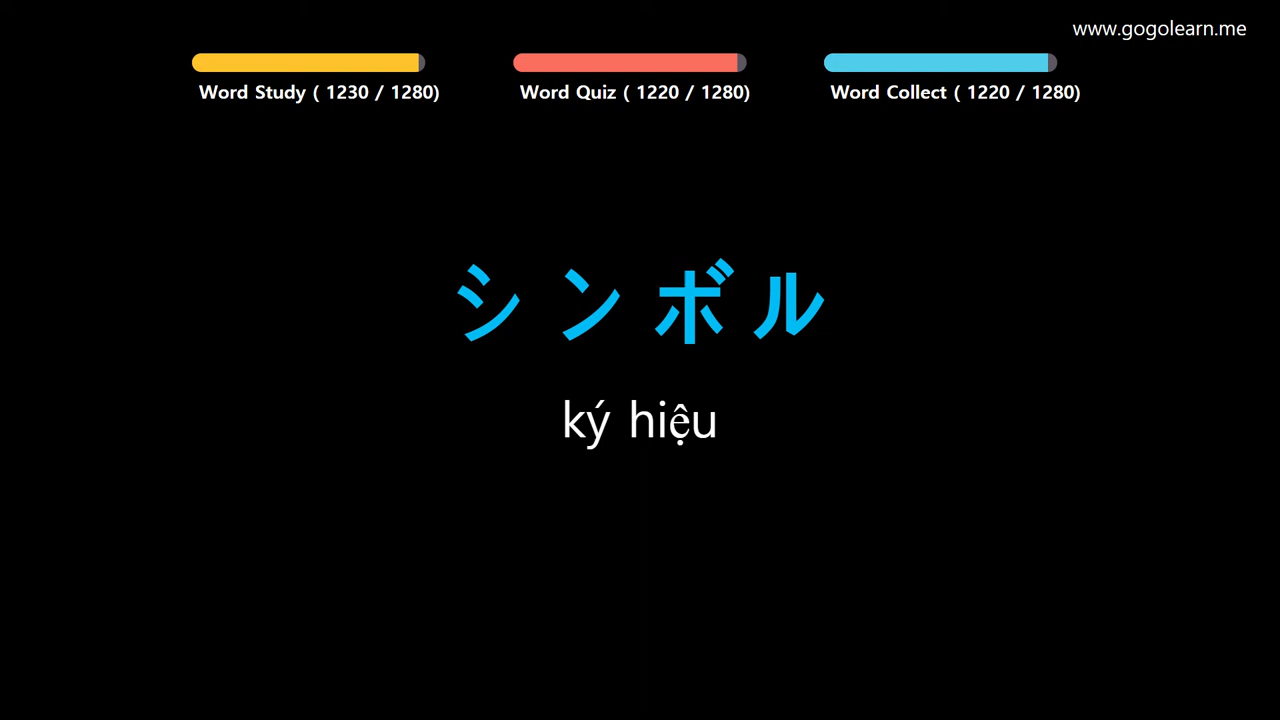 www.gogolearn.me
Word Study ( 1230 / 1280)
Word Quiz ( 1220 / 1280)
Word Collect ( 1220 / 1280)
シンボル
ký hiệu